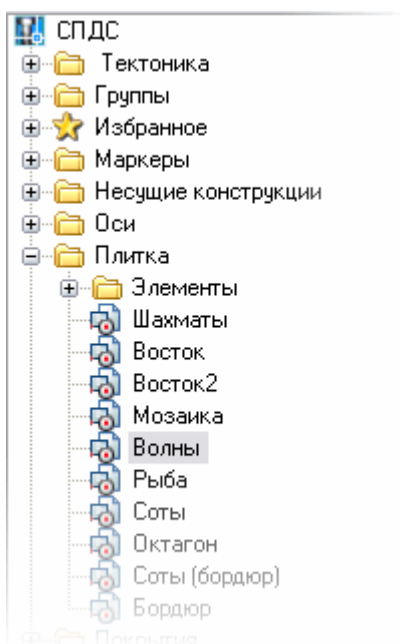 СПДС
Тектоника
Группы
Избранное
Маркеры
Несущие конструкции
Оси
Плитка
Элементы
Шахматы
Восток
Восток2
Мозаика
Волны
Рыба
Соты
Октагон
Соты (бордюр)
Бордюр
Покрытия